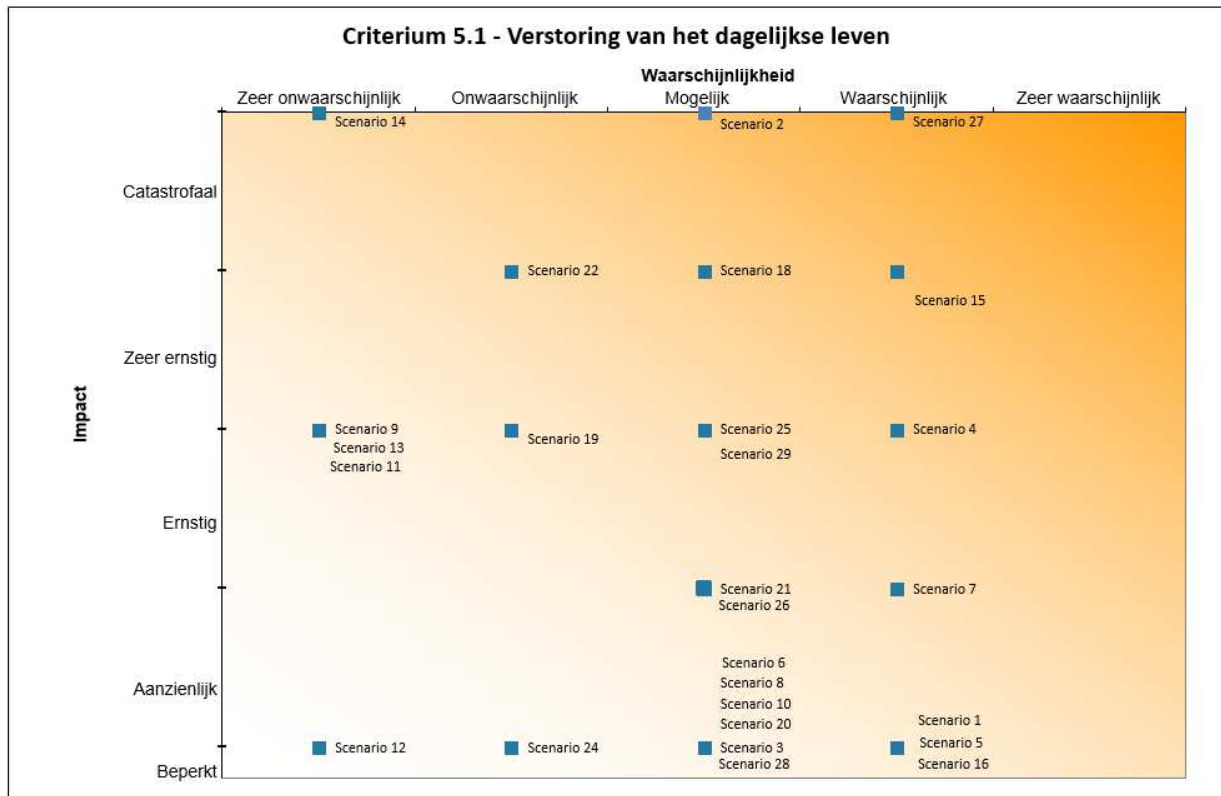 Criterium 5.1 - Verstoring van het dagelijkse leven
Waarschijnlijkheid
Zeer onwaarschijnlijk Onwaarschijnlijk Mogelijk Waarschijnlijk Zeer waarschijnlijk
Scenario 14 Scenario 2 Scenario 27
Catastrofaal
Scenario 22 Scenario 18
Scenario 15
Zeer ernstig
Impact
Scenario 9 Scenario 25 Scenario 4
Scenario 19
Scenario 13 Scenario 29
Scenario 11
Ernstig
Scenario 21 Scenario 7
Scenario 26
Scenario 6
Aanzienlijk Scenario 8
Scenario 10
Scenario 20 Scenario 1
Scenario 5
Scenario 12 Scenario 24 Scenario 3
Scenario 28 Scenario 16
Beperkt